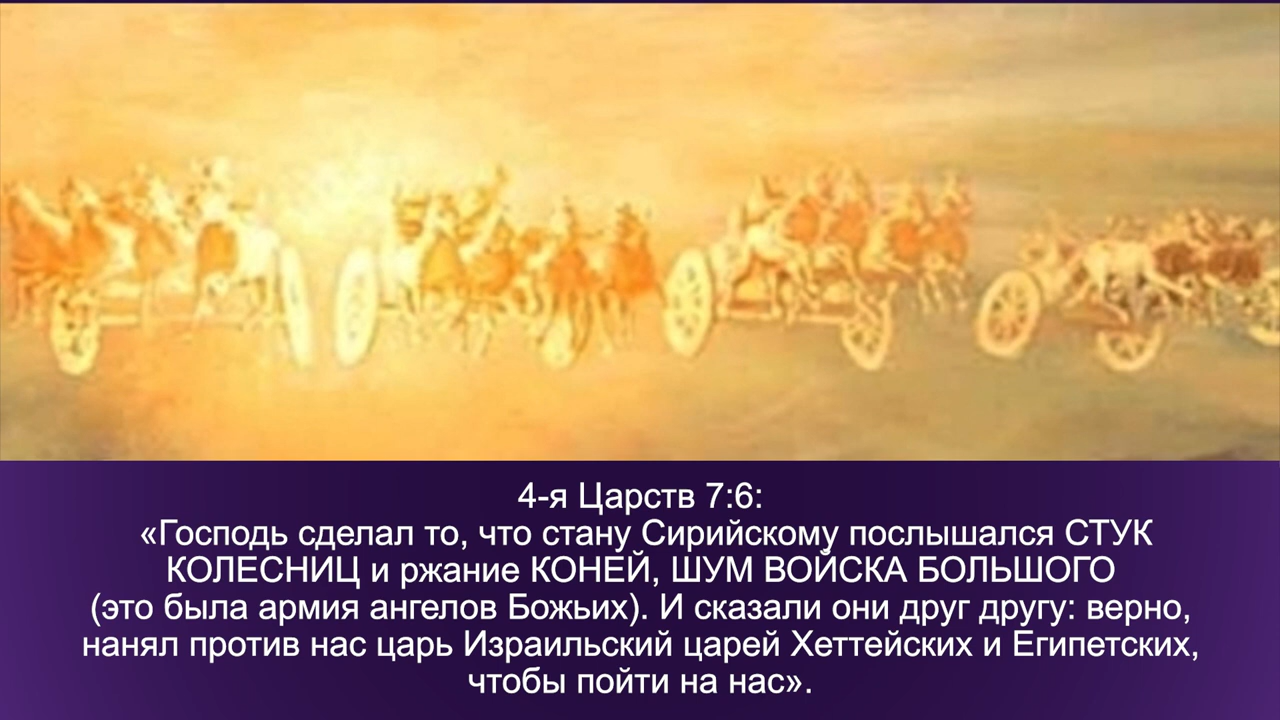 4-я Царств 7:6:
«Господь сделал то, что стану Сирийскому послышался СТУК
КОЛЕСНИЦ и ржание КОНЕЙ, ШУМ ВОЙСКА БОЛЬШОГО
(это была армия ангелов Божьих). И сказали они друг другу: верно,
нанял против нас царь Израильский царей Хеттейских и Египетских,
чтобы пойти на нас».